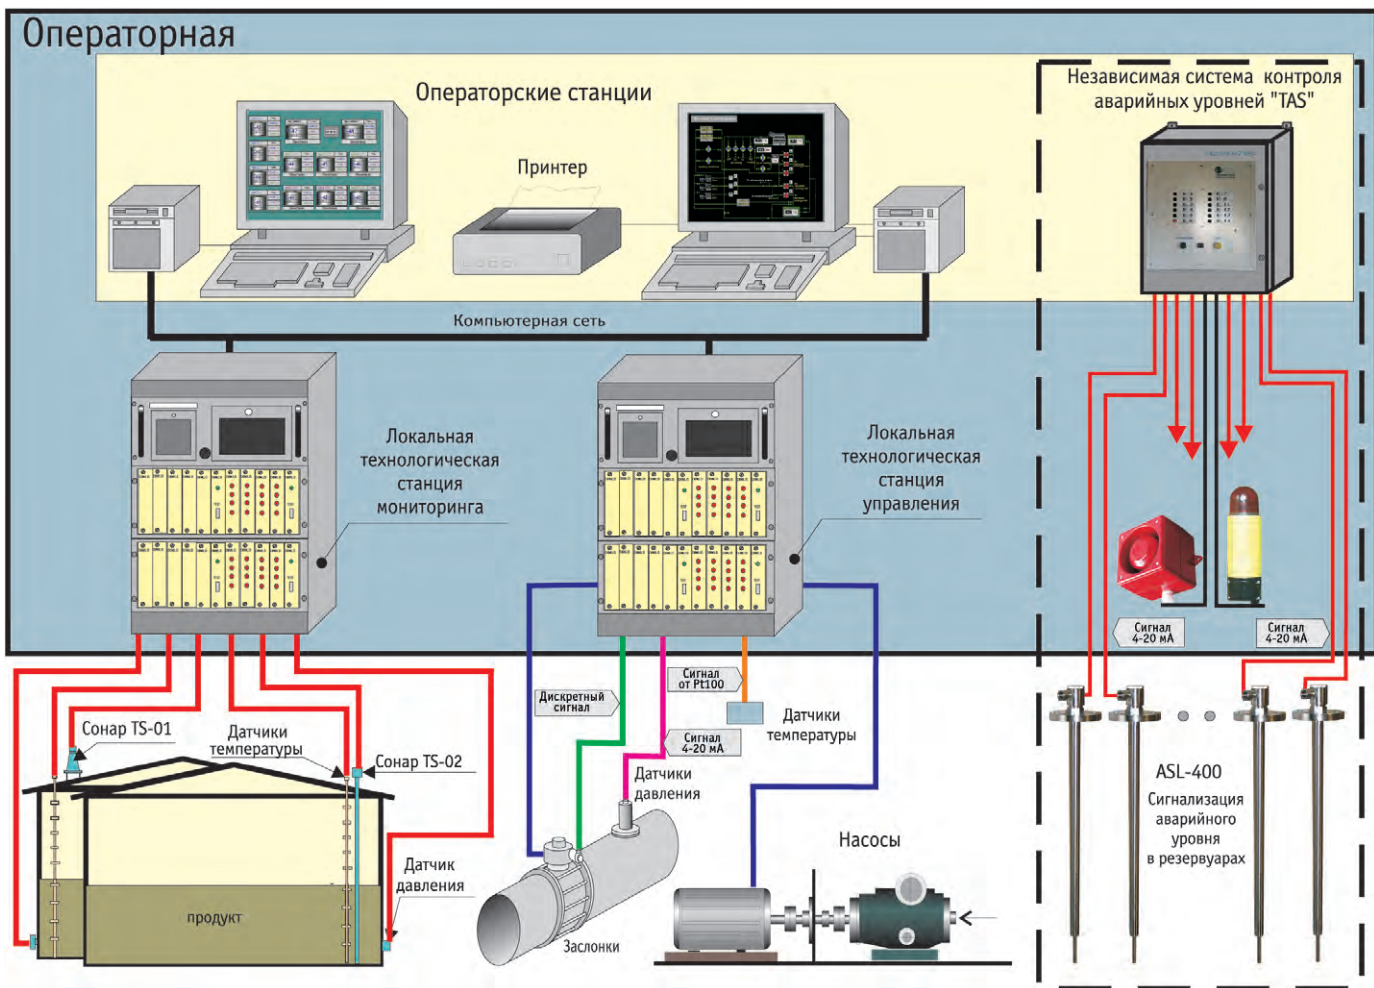 Операторная
Операторские станции
Принтер
Независимая система контроля
аварийных уровней "TAS"
Компьютерная сеть
Локальная
технологическая
станция
мониторинга
Локальная
технологическая
станция
управления
Сигнал
4-20 мА
Сигнал
4-20 мА
Дискретный
сигнал
Сигнал
от Pt100
Сигнал
4-20 мА
Датчики
температуры
Сонар TS-01
Датчики
температуры
Сонар TS-02
Датчики
давления
Датчик
давления
продукт
Заслонки
Насосы
ASL-400
Сигнализация
аварийного
уровня
в резервуарах